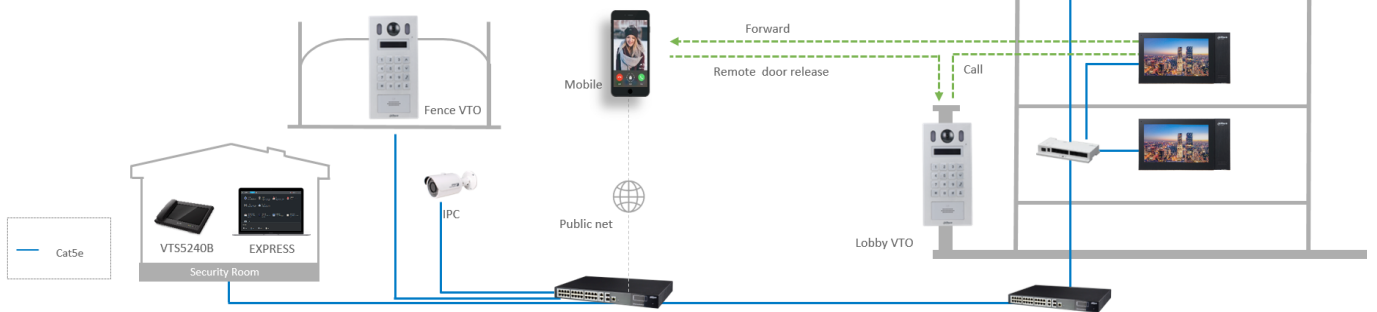 Forward
Remote door release
Call
Mobile
Fence VTO
IPC
Public net
Lobby VTO
Cat5e
VTS5240B
EXPRESS
Security Room